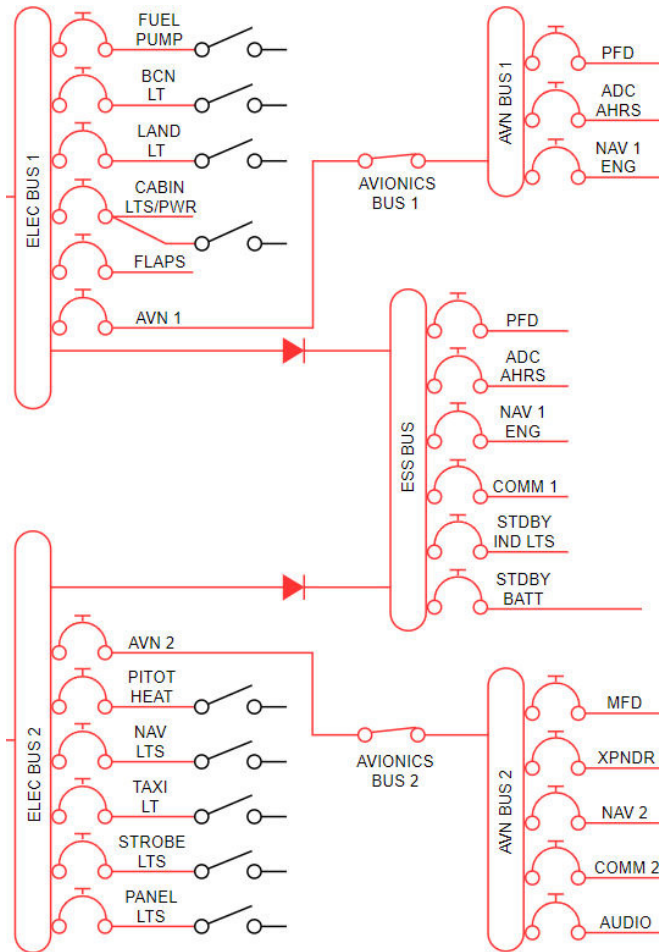 FUEL
PUMP
BCN
LT
LAND
LT
CABIN
LTS/PWR
FLAPS
AVN 1
ELEC BUS 1
AVIONICS
BUS 1
AVN BUS 1
PFD
ADC
AHRS
NAV 1
ENG
ESS BUS
PFD
ADC
AHRS
NAV 1
ENG
COMM 1
STDBY
IND LTS
STDBY
BATT
ELEC BUS 2
AVN 2
PITOT
HEAT
NAV
LTS
TAXI
LT
STROBE
LTS
PANEL
LTS
AVIONICS
BUS 2
AVN BUS 2
MFD
XPNDR
NAV 2
COMM 2
AUDIO